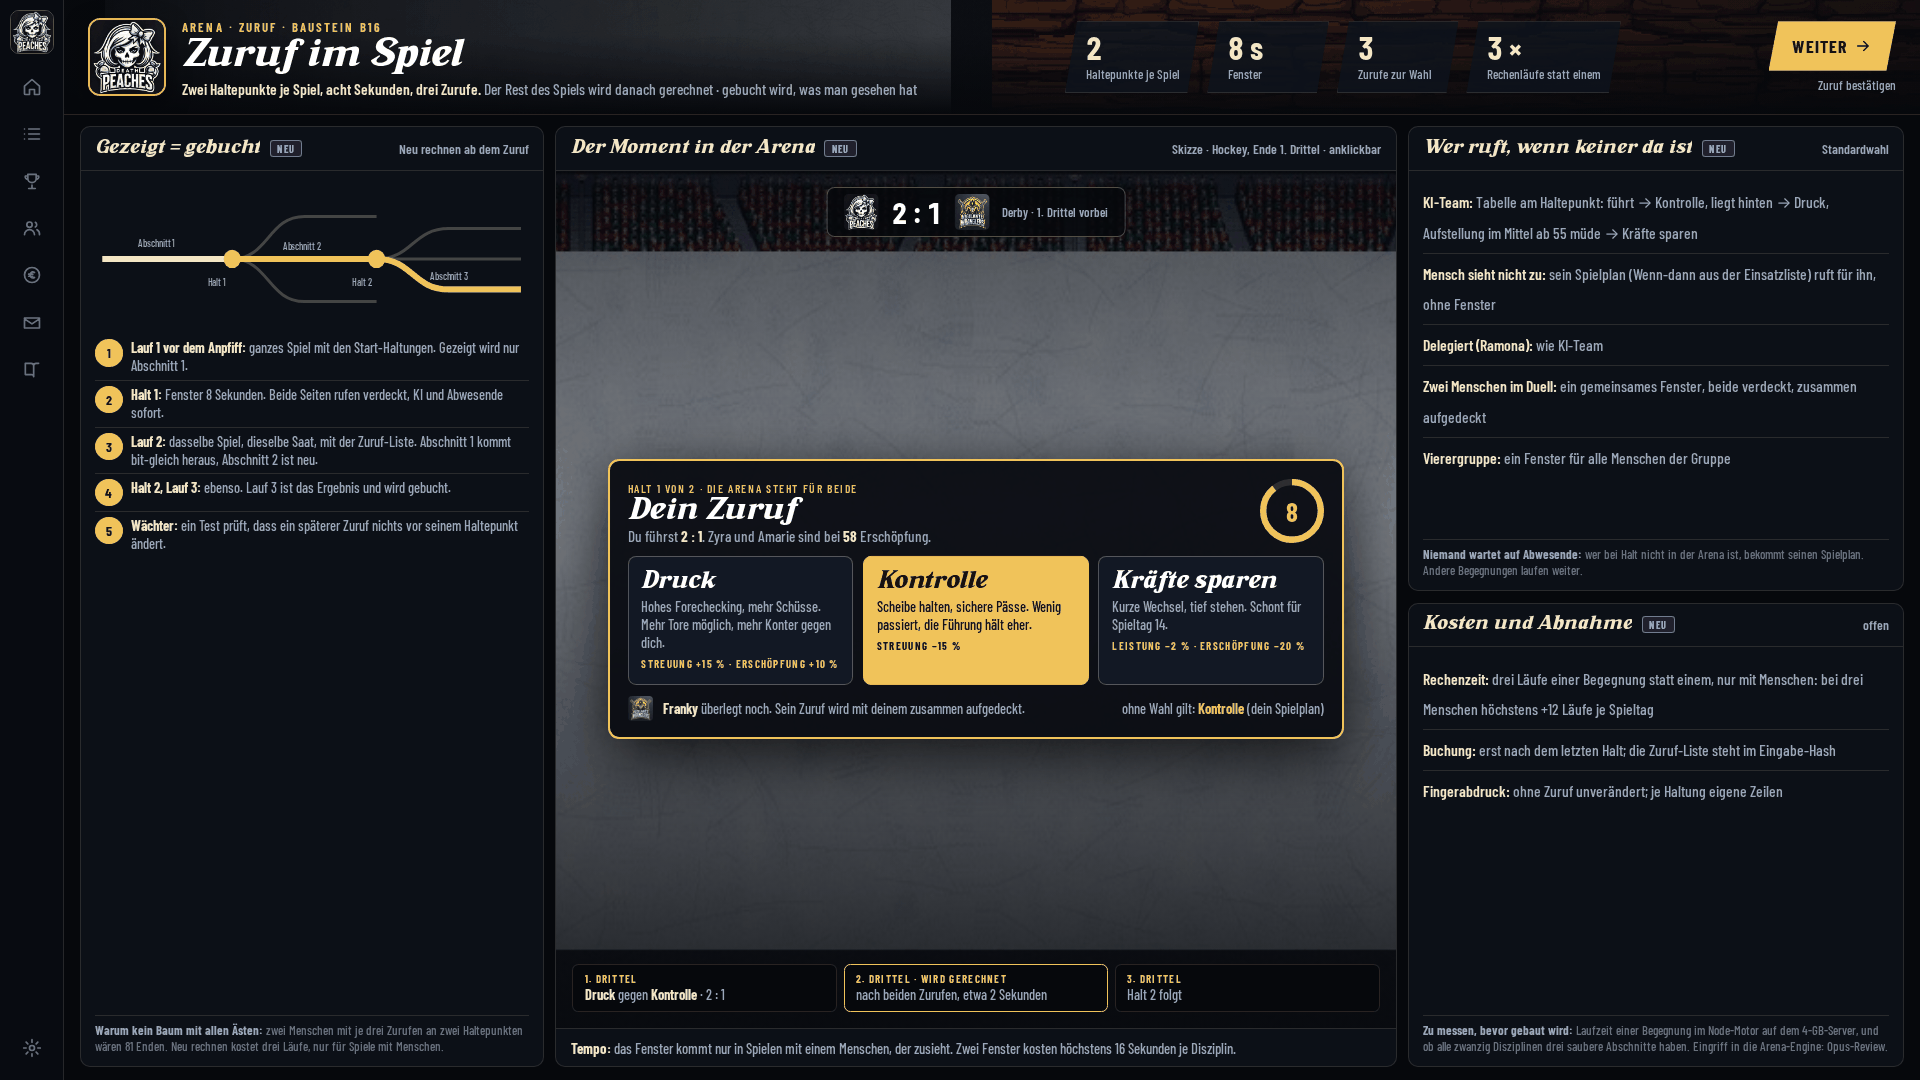 ARENA · ZURUF · BAUSTEIN B16
Zuruf im Spiel
Zwei Haltepunkte je Spiel, acht Sekunden, drei Zurufe. Der Rest des Spiels wird danach gerechnet · gebucht wird, was man gesehen hat
2
Haltepunkte je Spiel
8 s
Fenster
3
Zurufe zur Wahl
3 ×
Rechenläufe statt einem
WEITER →
Zuruf bestätigen
Gezeigt = gebucht NEU
Neu rechnen ab dem Zuruf
Abschnitt 1
Abschnitt 2
Abschnitt 3
Halt 1
Halt 2
1 Lauf 1 vor dem Anpfiff: ganzes Spiel mit den Start-Haltungen. Gezeigt wird nur
Abschnitt 1.
2 Halt 1: Fenster 8 Sekunden. Beide Seiten rufen verdeckt, KI und Abwesende
sofort.
3 Lauf 2: dasselbe Spiel, dieselbe Saat, mit der Zuruf-Liste. Abschnitt 1 kommt
bit-gleich heraus, Abschnitt 2 ist neu.
4 Halt 2, Lauf 3: ebenso. Lauf 3 ist das Ergebnis und wird gebucht.
5 Wächter: ein Test prüft, dass ein späterer Zuruf nichts vor seinem Haltepunkt
ändert.
Warum kein Baum mit allen Ästen: zwei Menschen mit je drei Zurufen an zwei Haltepunkten
wären 81 Enden. Neu rechnen kostet drei Läufe, nur für Spiele mit Menschen.
Der Moment in der Arena NEU
Skizze · Hockey, Ende 1. Drittel · anklickbar
2 : 1
Derby · 1. Drittel vorbei
HALT 1 VON 2 · DIE ARENA STEHT FÜR BEIDE
Dein Zuruf
Du führst 2 : 1. Zyra und Amarie sind bei 58 Erschöpfung.
8
Druck
Hohes Forechecking, mehr Schüsse.
Mehr Tore möglich, mehr Konter gegen
dich.
STREUUNG +15 % · ERSCHÖPFUNG +10 %
Kontrolle
Scheibe halten, sichere Pässe. Wenig
passiert, die Führung hält eher.
STREUUNG −15 %
Kräfte sparen
Kurze Wechsel, tief stehen. Schont für
Spieltag 14.
LEISTUNG −2 % · ERSCHÖPFUNG −20 %
Franky überlegt noch. Sein Zuruf wird mit deinem zusammen aufgedeckt.
ohne Wahl gilt: Kontrolle (dein Spielplan)
1. DRITTEL
Druck gegen Kontrolle · 2 : 1
2. DRITTEL · WIRD GERECHNET
nach beiden Zurufen, etwa 2 Sekunden
3. DRITTEL
Halt 2 folgt
Tempo: das Fenster kommt nur in Spielen mit einem Menschen, der zusieht. Zwei Fenster kosten höchstens 16 Sekunden je Disziplin.
Wer ruft, wenn keiner da ist NEU
Standardwahl
KI-Team: Tabelle am Haltepunkt: führt → Kontrolle, liegt hinten → Druck,
Aufstellung im Mittel ab 55 müde → Kräfte sparen
Mensch sieht nicht zu: sein Spielplan (Wenn-dann aus der Einsatzliste) ruft für ihn,
ohne Fenster
Delegiert (Ramona): wie KI-Team
Zwei Menschen im Duell: ein gemeinsames Fenster, beide verdeckt, zusammen
aufgedeckt
Vierergruppe: ein Fenster für alle Menschen der Gruppe
Niemand wartet auf Abwesende: wer bei Halt nicht in der Arena ist, bekommt seinen Spielplan.
Andere Begegnungen laufen weiter.
Kosten und Abnahme NEU
offen
Rechenzeit: drei Läufe einer Begegnung statt einem, nur mit Menschen: bei drei
Menschen höchstens +12 Läufe je Spieltag
Buchung: erst nach dem letzten Halt; die Zuruf-Liste steht im Eingabe-Hash
Fingerabdruck: ohne Zuruf unverändert; je Haltung eigene Zeilen
Zu messen, bevor gebaut wird: Laufzeit einer Begegnung im Node-Motor auf dem 4-GB-Server, und
ob alle zwanzig Disziplinen drei saubere Abschnitte haben. Eingriff in die Arena-Engine: Opus-Review.